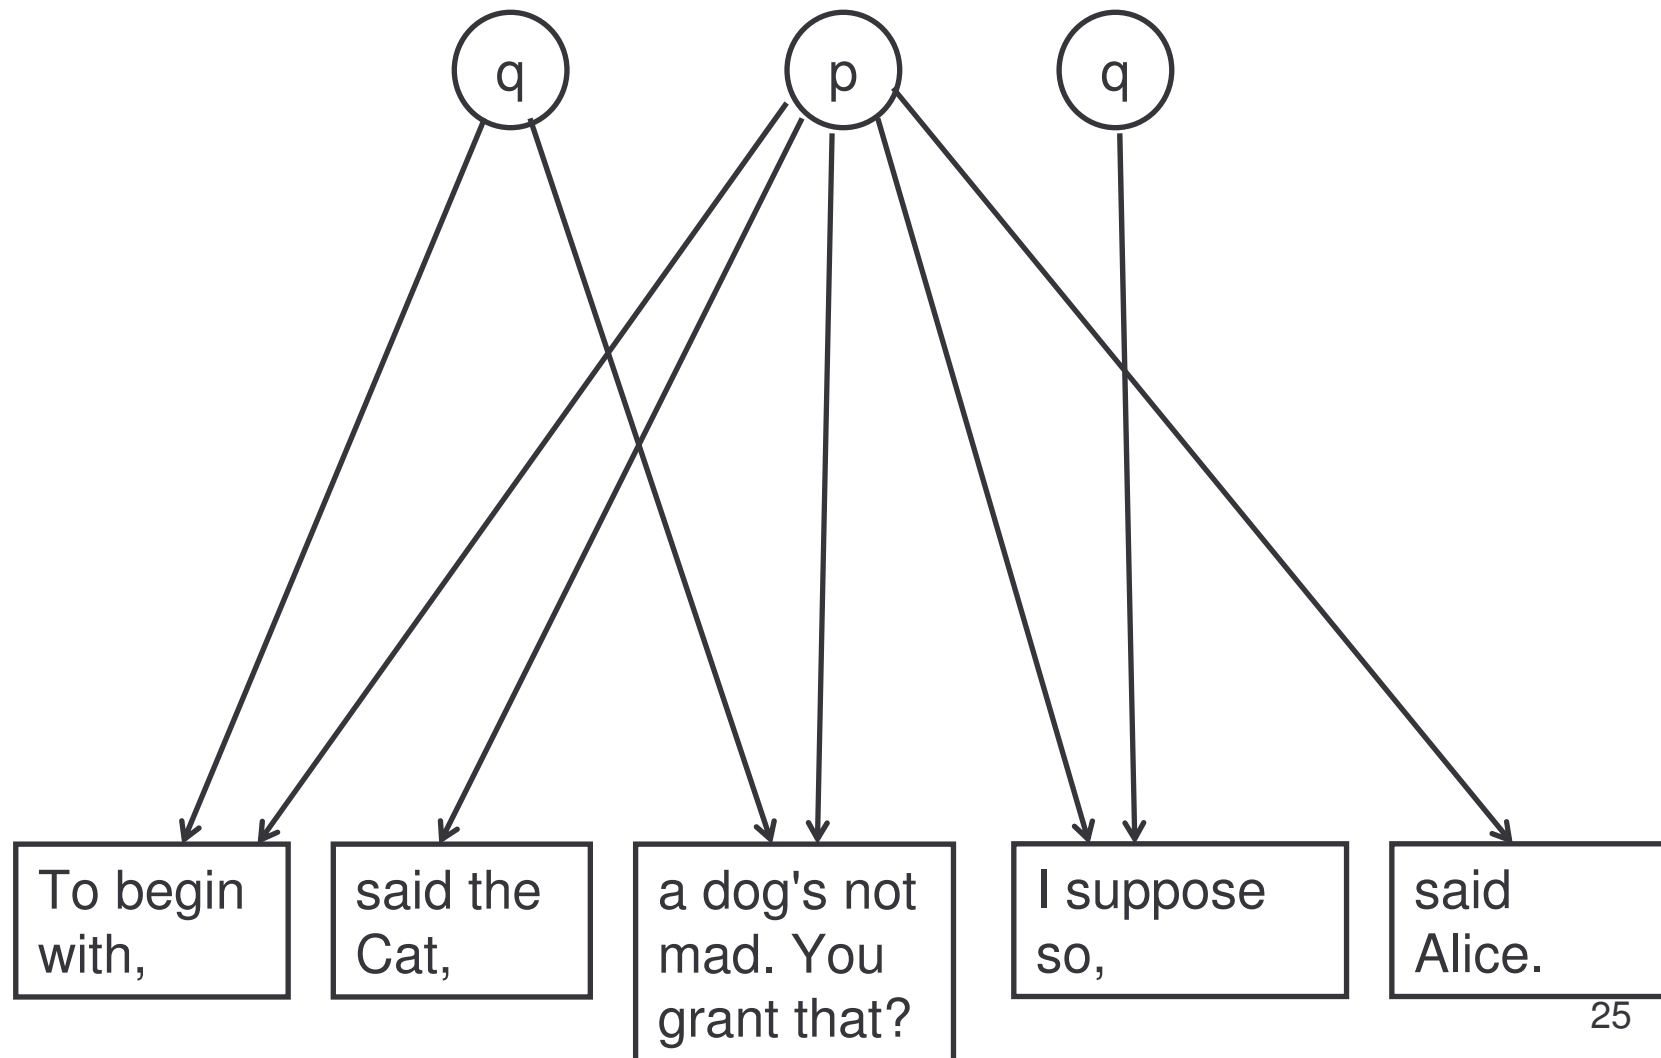 q
p
q
To begin
with,
said the
Cat,
a dog's not
mad. You
grant that?
I suppose
so,
said
Alice.
25